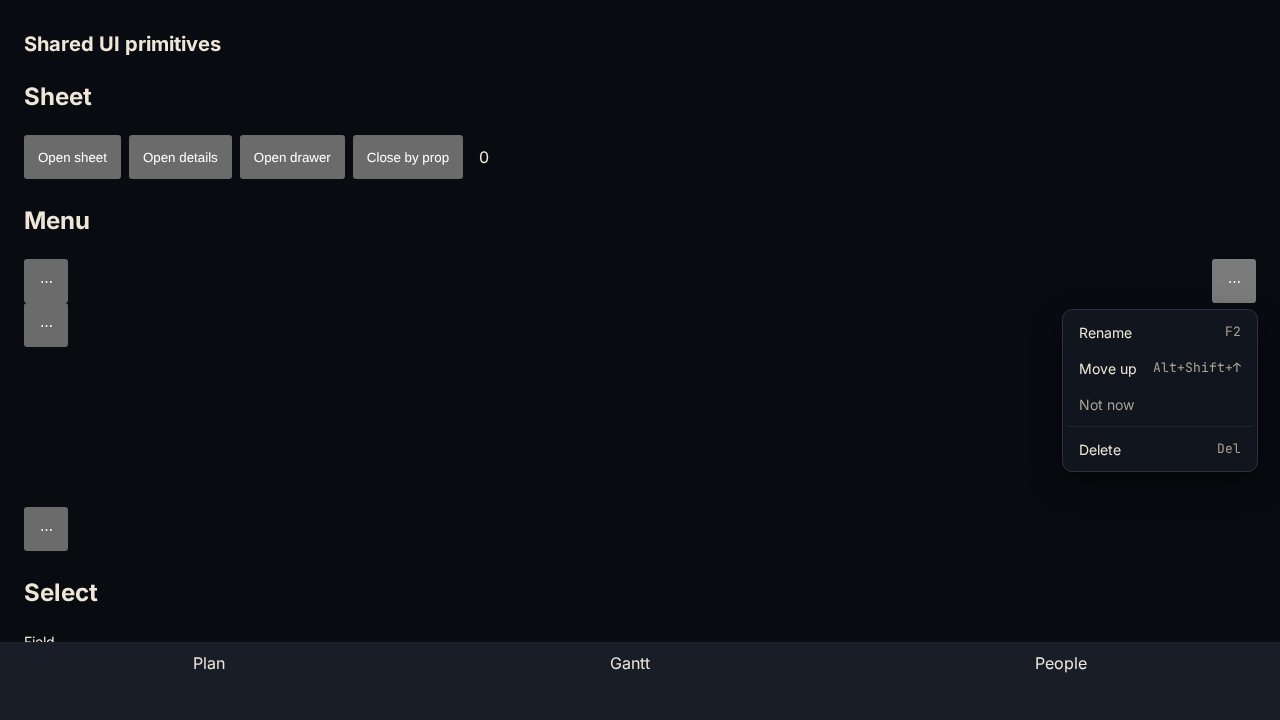 Shared UI primitives
Sheet
Open sheet Open details Open drawer Close by prop 0
Menu
... ...
...
Rename F2
Move up Alt+Shift+↑
Not now
Delete Del
...
Select
Field
Plan Gantt People